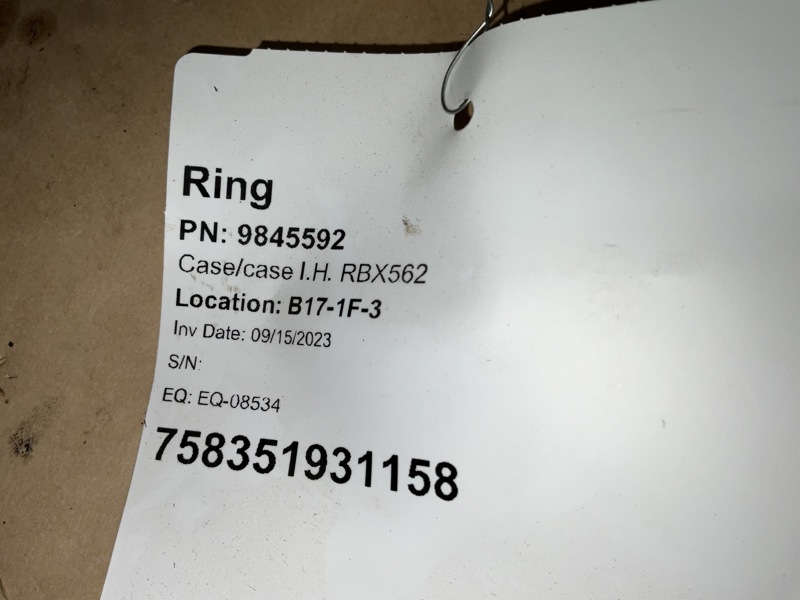 Ring
PN: 9845592
Case/case I.H. RBX562
Location: B17-1F-3
Inv Date: 09/15/2023
S/N:
EQ: EQ-08534
758351931158